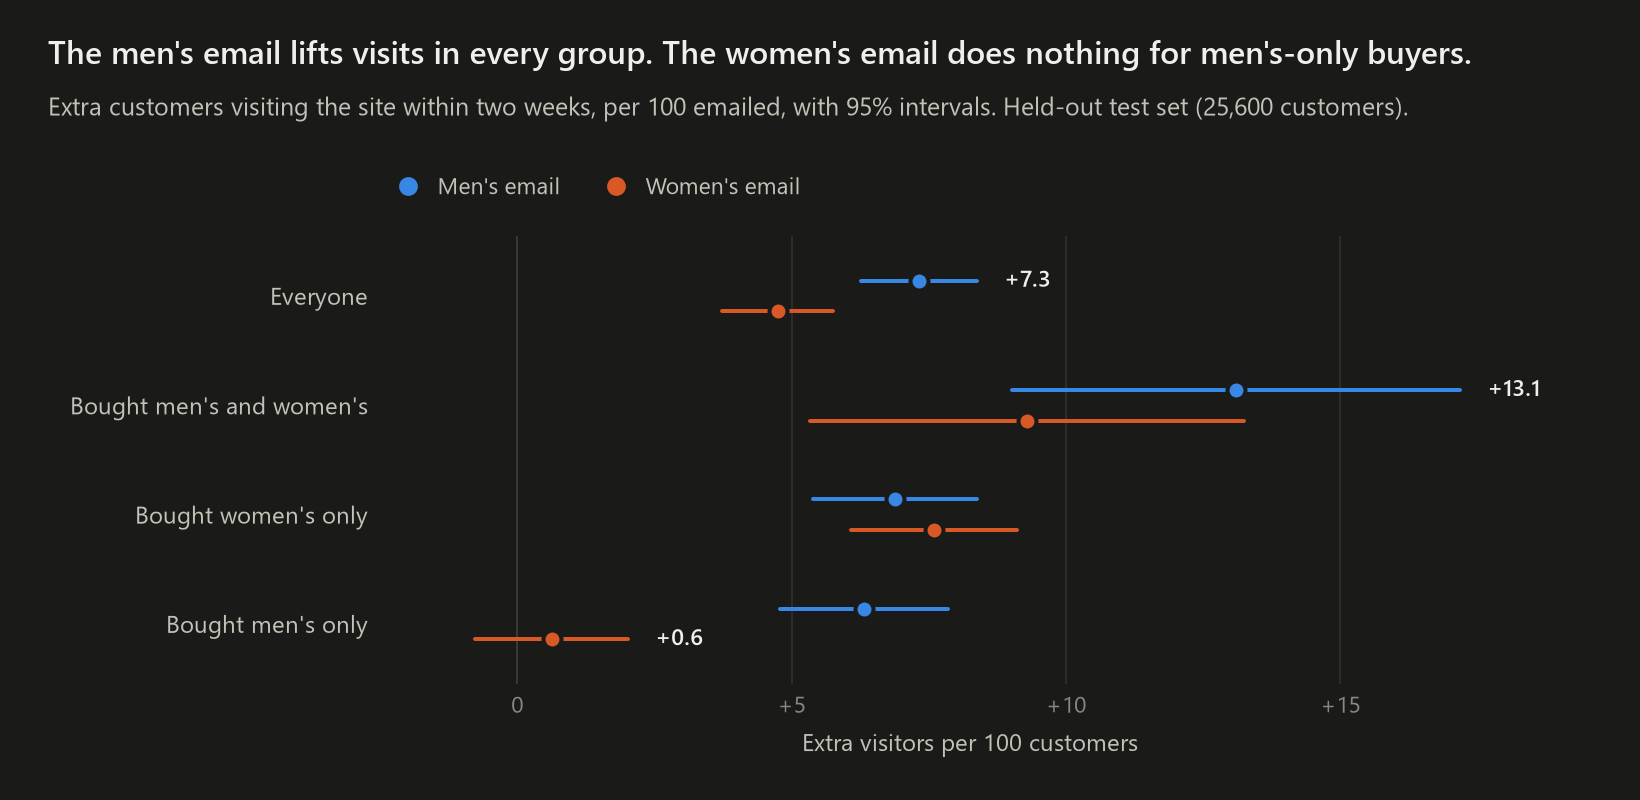 The men's email lifts visits in every group. The women's email does nothing for men's-only buyers.
Extra customers visiting the site within two weeks, per 100 emailed, with 95% intervals. Held-out test set (25,600 customers).
Men's email
Women's email
Everyone
+7.3
Bought men's and women's
+13.1
Bought women's only
Bought men's only
+0.6
0
+5
+10
+15
Extra visitors per 100 customers